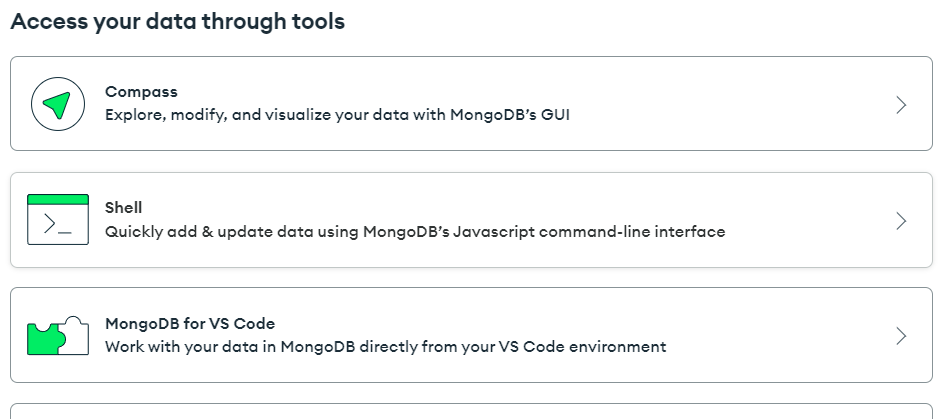 Access your data through tools
Compass
Explore, modify, and visualize your data with MongoDB's GUI
Shell
Quickly add & update data using MongoDB's Javascript command-line interface
MongoDB for VS Code
Work with your data in MongoDB directly from your VS Code environment